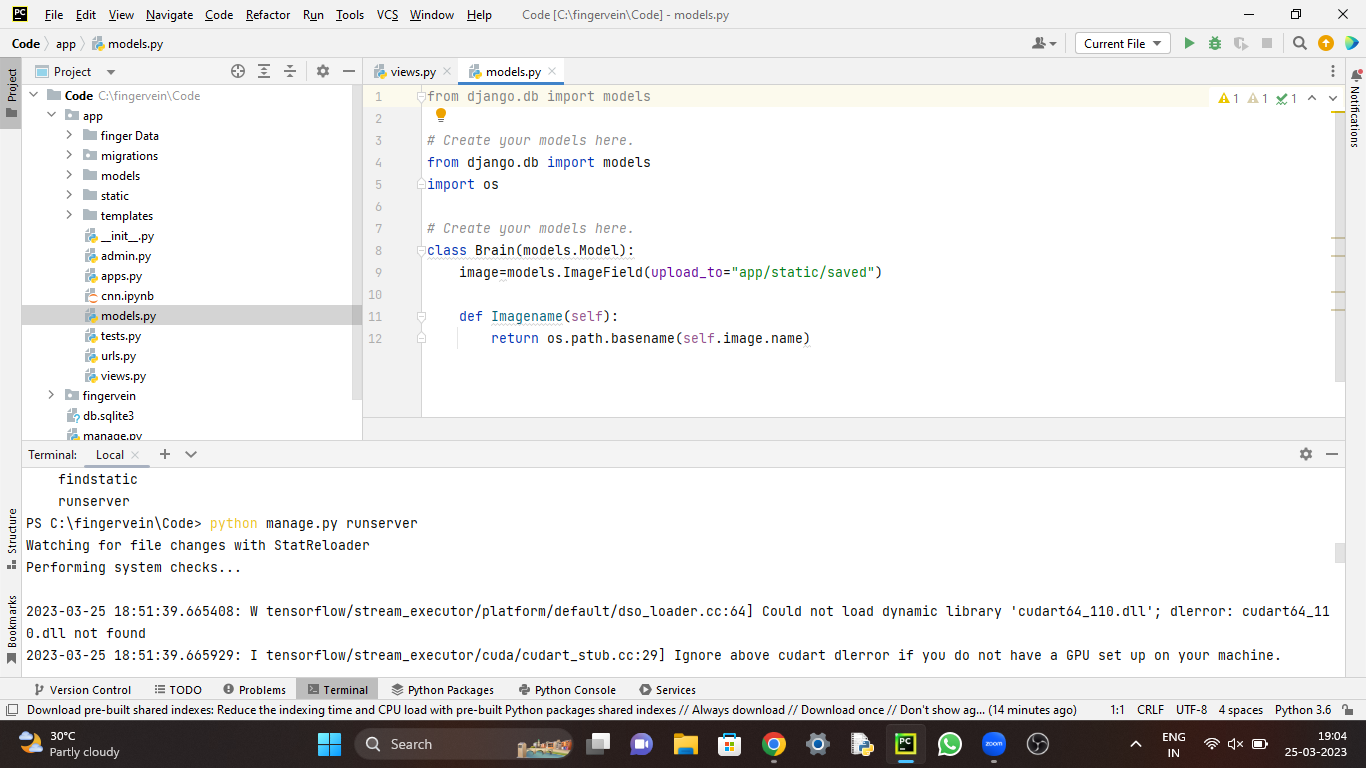 PC File Edit View Navigate Code Refactor Run Tools VCS Window Help Code [C:\fingervein\Code] - models.py
Code app models.py Current File
Project views.py models.py
Project
Code C:\fingervein\Code
app
finger Data
migrations
models
static
templates
__init__.py
admin.py
apps.py
cnn.ipynb
models.py
tests.py
urls.py
views.py
fingervein
db.sqlite3
manage.py
1 from django.db import models 1 1 1
2
3 # Create your models here.
4 from django.db import models
5 import os
6
7 # Create your models here.
8 class Brain(models.Model):
9 image=models.ImageField(upload_to="app/static/saved")
10
11 def Imagename(self):
12 return os.path.basename(self.image.name)
Notifications
Terminal: Local
findstatic
runserver
PS C:\fingervein\Code> python manage.py runserver
Watching for file changes with StatReloader
Performing system checks...
2023-03-25 18:51:39.665408: W tensorflow/stream_executor/platform/default/dso_loader.cc:64] Could not load dynamic library 'cudart64_110.dll'; dlerror: cudart64_11
0.dll not found
2023-03-25 18:51:39.665929: I tensorflow/stream_executor/cuda/cudart_stub.cc:29] Ignore above cudart dlerror if you do not have a GPU set up on your machine.
Structure
Bookmarks
Version Control TODO Problems Terminal Python Packages Python Console Services
Download pre-built shared indexes: Reduce the indexing time and CPU load with pre-built Python packages shared indexes // Always download // Download once // Don't show ag... (14 minutes ago) 1:1 CRLF UTF-8 4 spaces Python 3.6
30°C
Partly cloudy
Search
PC
zoom
ENG
IN
19:04
25-03-2023